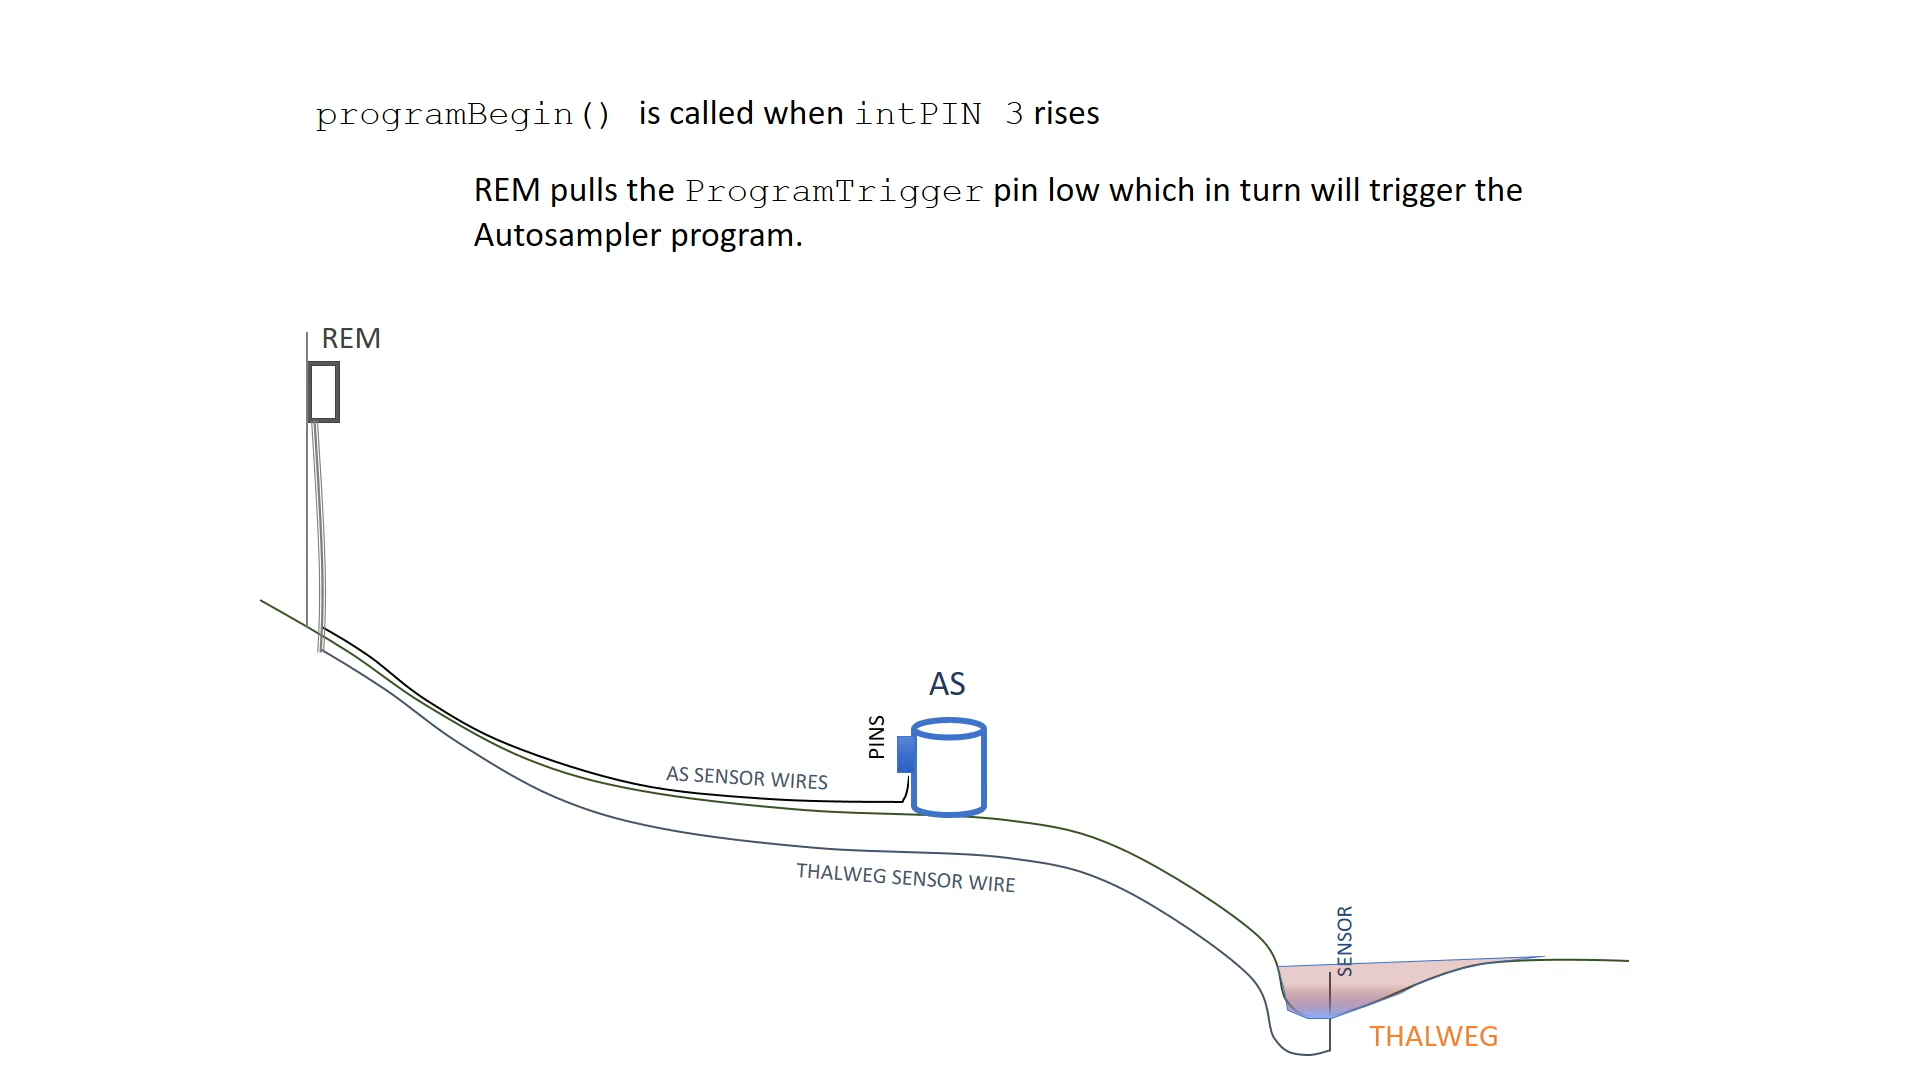 programBegin() is called when intPIN 3 rises
REM pulls the ProgramTrigger pin low which in turn will trigger the
Autosampler program.
REM
AS
PINS
AS SENSOR WIRES
THALWEG SENSOR WIRE
SENSOR
THALWEG